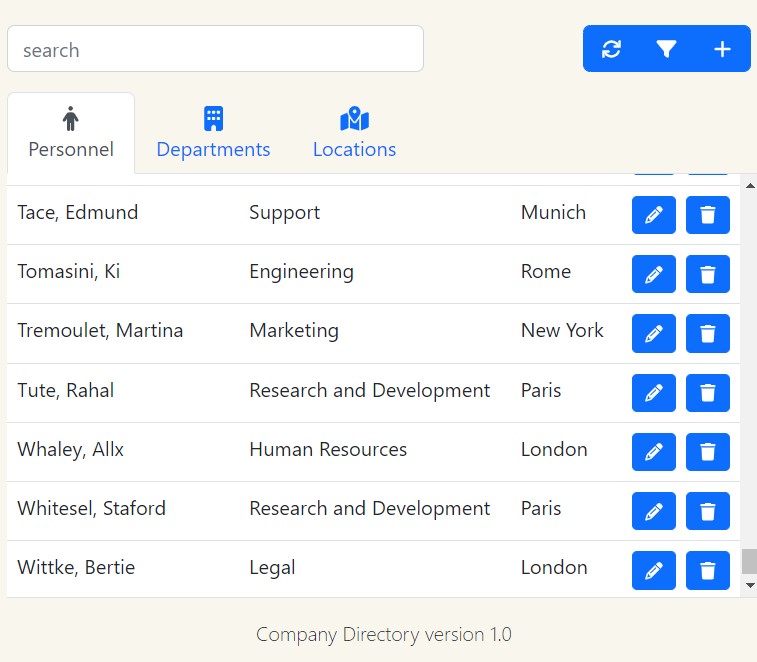 search
Personnel Departments Locations
Tace, Edmund Support Munich
Tomasini, Ki Engineering Rome
Tremoulet, Martina Marketing New York
Tute, Rahal Research and Development Paris
Whaley, Allx Human Resources London
Whitesel, Staford Research and Development Paris
Wittke, Bertie Legal London
Company Directory version 1.0